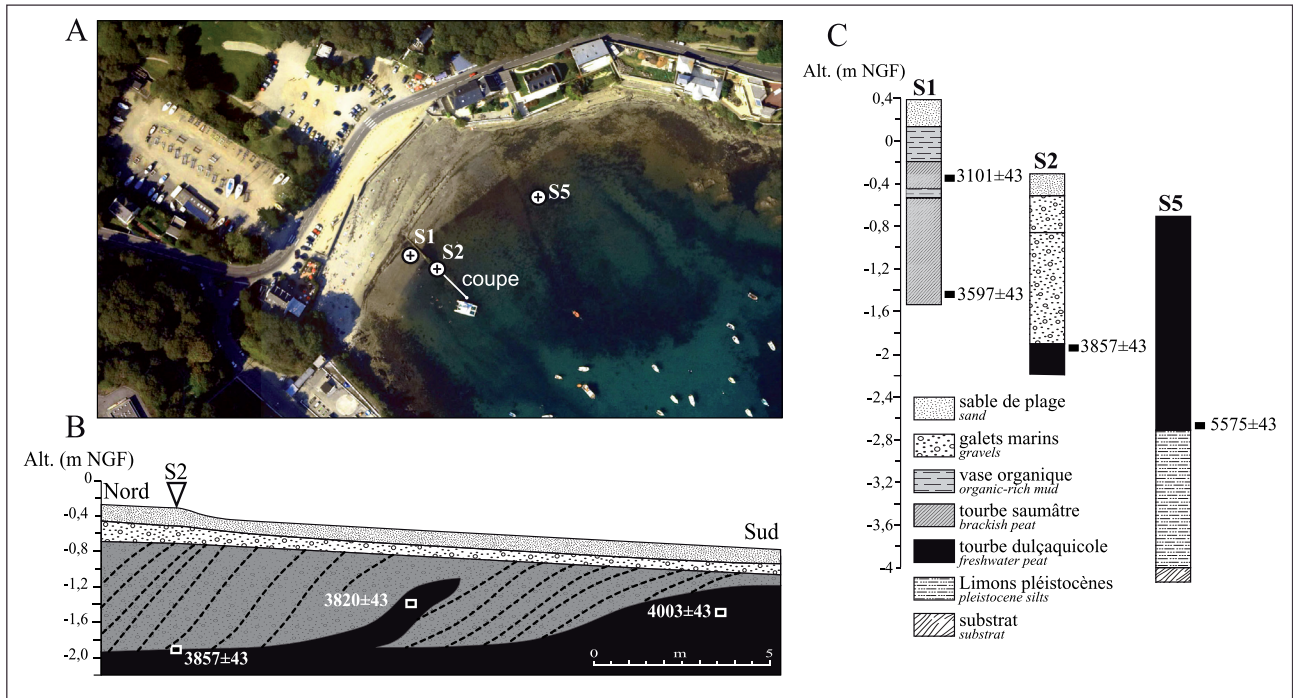 A
S5
S1
S2
coupe
B
Alt. (m NGF)
S2
0
Nord
-0,4
Sud
-0,8
-1,2
3820±43
4003±43
-1,6
-2,0
3857±43
0 m 5
C
Alt. (m NGF)
S1
0,4
0
S2
3101±43
-0,4
S5
-0,8
-1,2
3597±43
-1,6
3857±43
-2
-2,4
5575±43
-2,8
-3,2
-3,6
-4
sable de plage
sand
galets marins
gravels
vase organique
organic-rich mud
tourbe saumâtre
brackish peat
tourbe dulçaquicole
freshwater peat
Limons pléistocènes
pleistocene silts
substrat
substrat